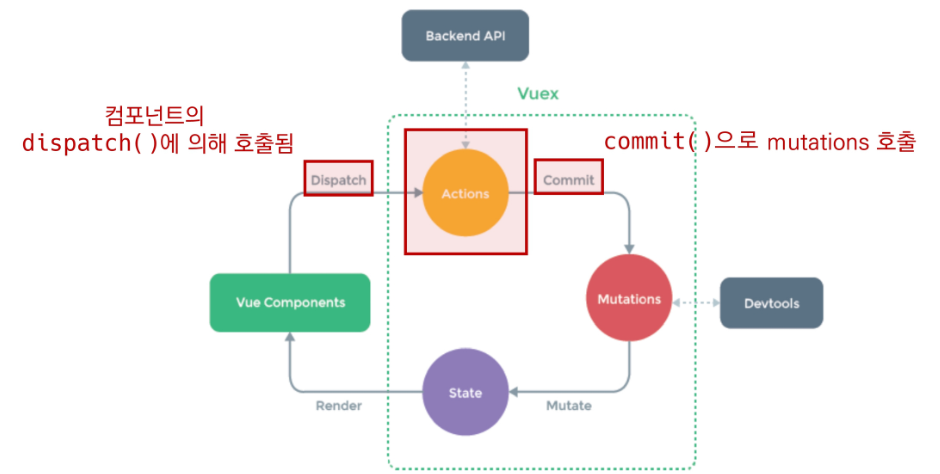 Backend API
Vuex
컴포넌트의
dispatch()에 의해 호출됨
commit()으로 mutations 호출
Dispatch
Actions
Commit
Vue Components
Mutations
Devtools
State
Render
Mutate